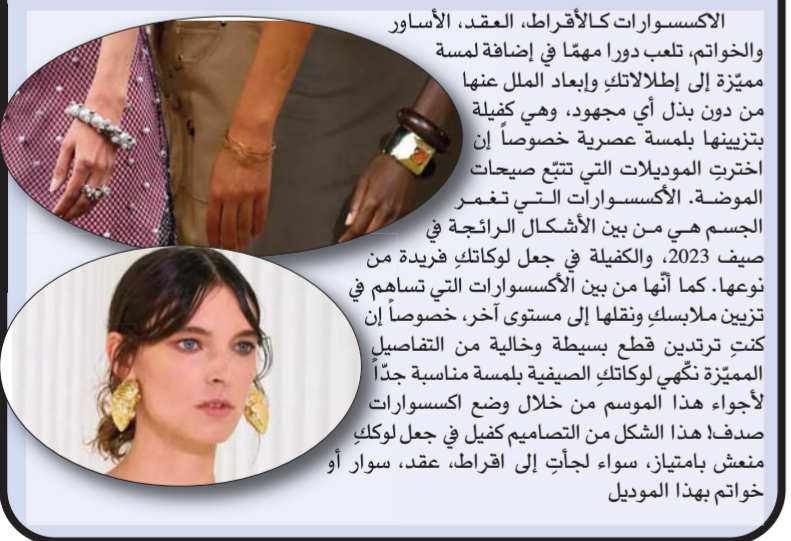 الاكسسوارات كالأقراط، العقد، الأساور
والخواتم، تلعب دورا مهمّا في إضافة لمسة
مميّزة إلى إطلالاتكِ وإبعاد الملل عنها
من دون بذل أي مجهود، وهي كفيلة
بتزيينها بلمسة عصرية خصوصاً إن
اخترتِ الموديلات التي تتبّع صيحات
الموضة. الأكسسوارات التي تغمر
الجسم هي من بين الأشكال الرائجة في
صيف 2023، والكفيلة في جعل لوكاتكِ فريدة من
نوعها. كما أنّها من بين الأكسسوارات التي تساهم في
تزيين ملابسكِ ونقلها إلى مستوى آخر، خصوصاً إن
كنتِ ترتدين قطع بسيطة وخالية من التفاصيل
المميّزة نكّهي لوكاتكِ الصيفية بلمسة مناسبة جدّاً
لأجواء هذا الموسم من خلال وضع اكسسوارات
صدف! هذا الشكل من التصاميم كفيل في جعل لوككِ
منعش بامتياز، سواء لجأتِ إلى اقراط، عقد، سوار أو
خواتم بهذا الموديل